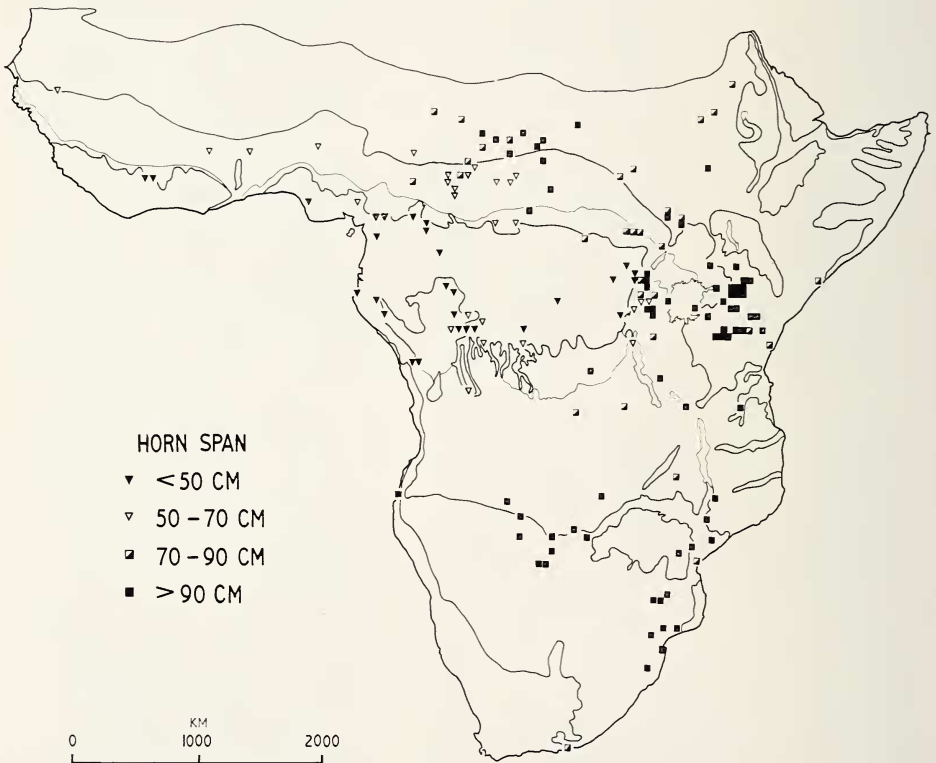 HORN SPAN
▼ <50 CM
▽ 50-70 CM
◪ 70-90 CM
■ >90 CM
KM
0 1000 2000